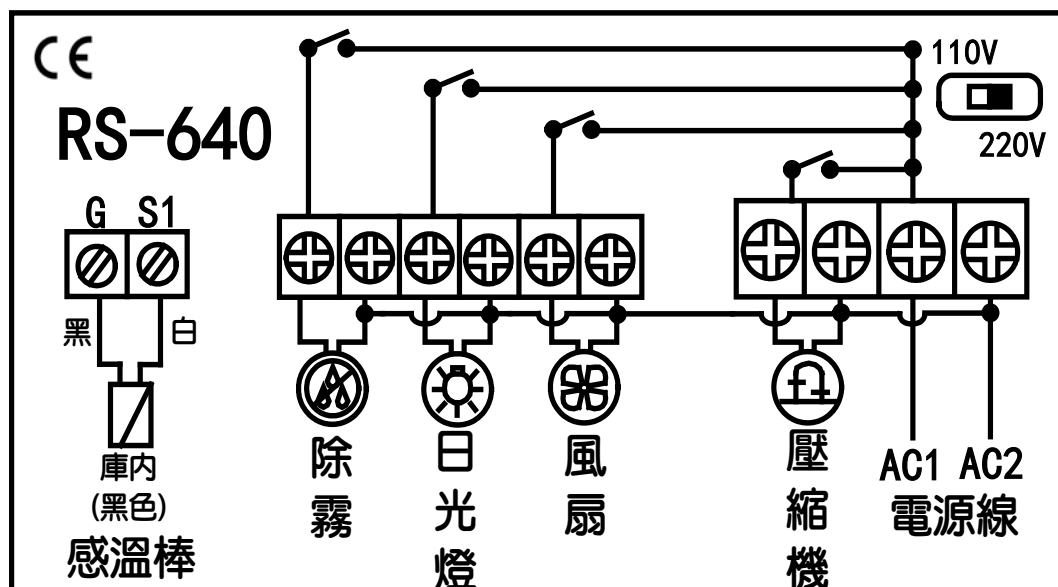 CE
110V
RS-640
220V
G S1
黑 白
庫內
(黑色)
感溫棒
除霧
日光燈
風扇
壓縮機
AC1 AC2
電源線